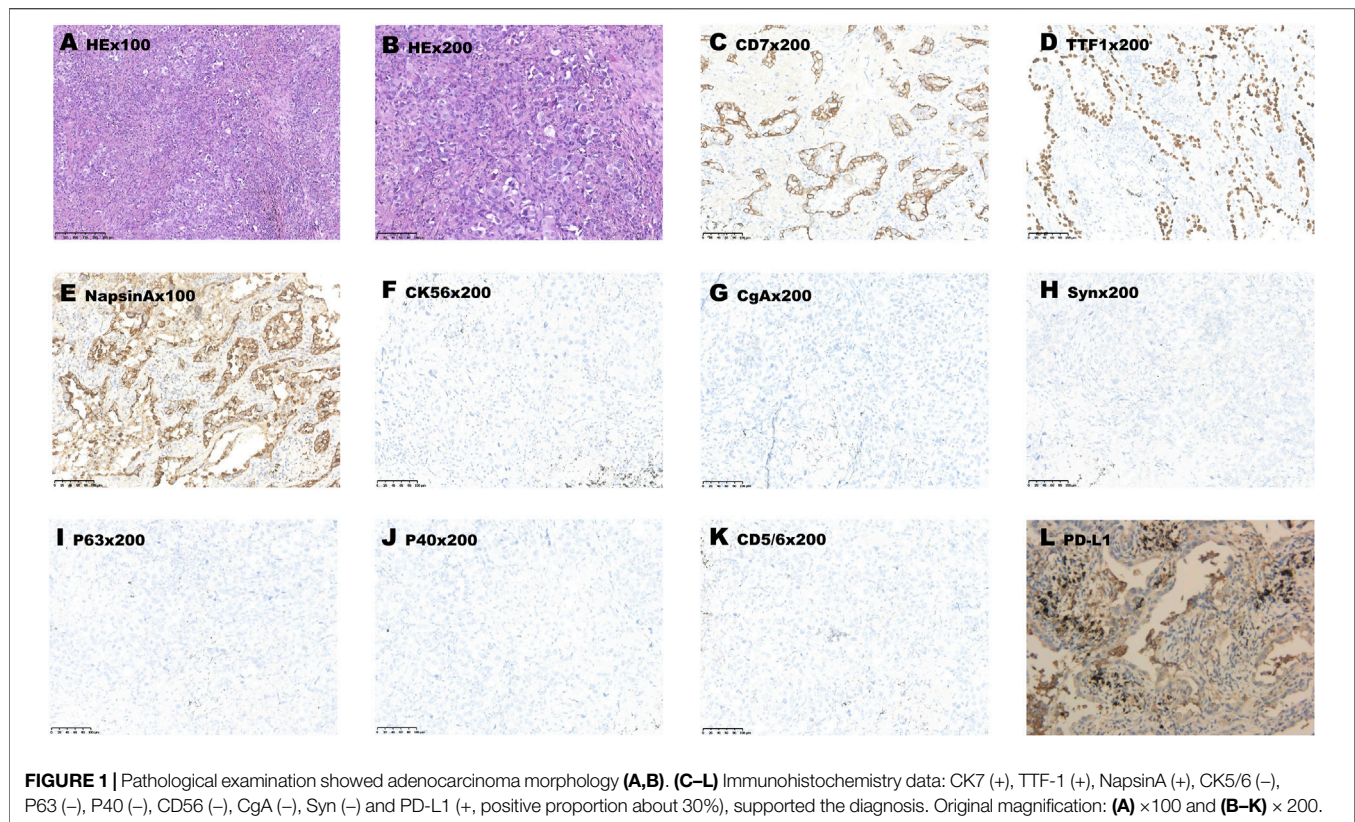 A HEx100
B HEx200
C CD7x200
D TTF1x200
E NapsinAx100
F CK56x200
G CgAx200
H Synx200
I P63x200
J P40x200
K CD5/6x200
L PD-L1
FIGURE 1 | Pathological examination showed adenocarcinoma morphology (A,B). (C–L) Immunohistochemistry data: CK7 (+), TTF-1 (+), NapsinA (+), CK5/6 (–),
P63 (–), P40 (–), CD56 (–), CgA (–), Syn (–) and PD-L1 (+, positive proportion about 30%), supported the diagnosis. Original magnification: (A) ×100 and (B–K) × 200.